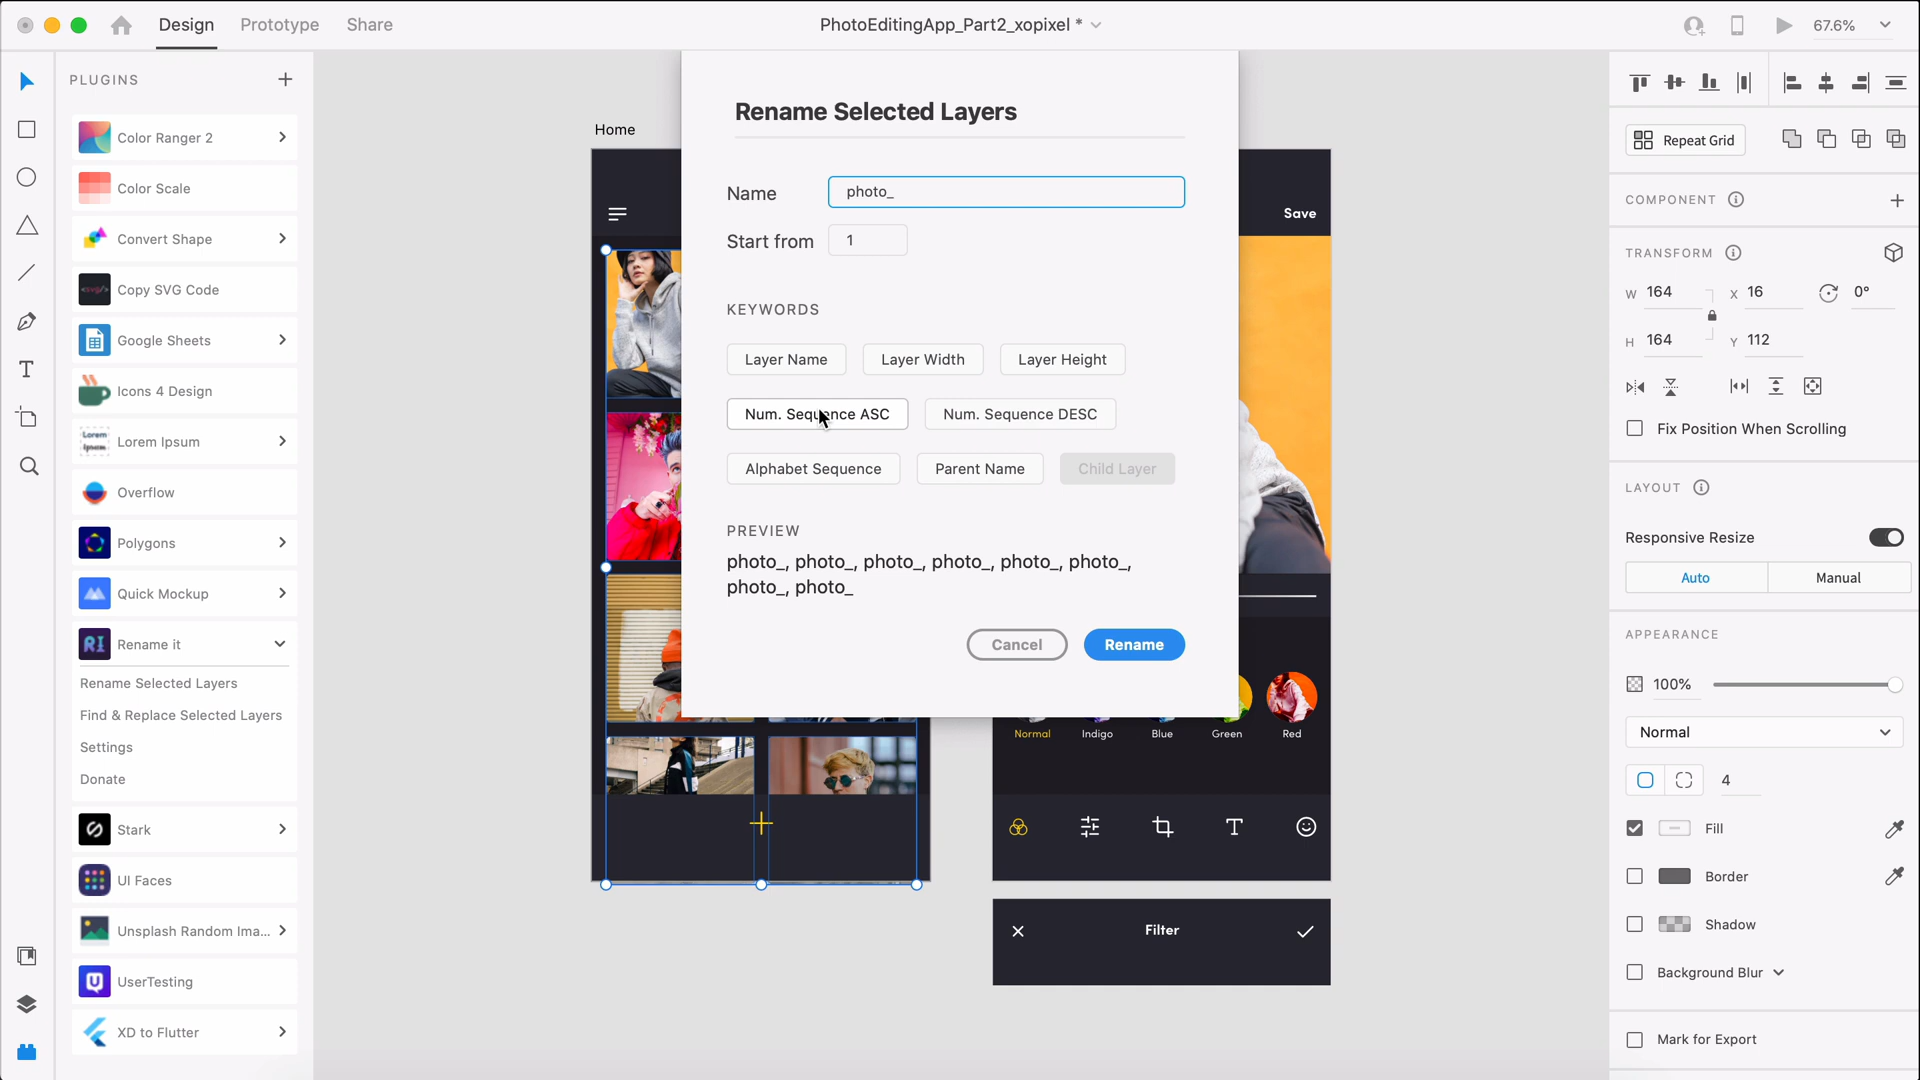 Design Prototype Share
PhotoEditingApp_Part2_xopixel *
67.6%
PLUGINS
Color Ranger 2
Color Scale
Convert Shape
Copy SVG Code
Google Sheets
Icons 4 Design
Lorem Ipsum
Overflow
Polygons
Quick Mockup
Rename it
Rename Selected Layers
Find & Replace Selected Layers
Settings
Donate
Stark
UI Faces
Unsplash Random Ima...
UserTesting
XD to Flutter
Home
Rename Selected Layers
Name photo_
Start from 1
KEYWORDS
Layer Name Layer Width Layer Height
Num. Sequence ASC Num. Sequence DESC
Alphabet Sequence Parent Name Child Layer
PREVIEW
photo_, photo_, photo_, photo_, photo_, photo_,
photo_, photo_
Cancel Rename
Save
Normal Indigo Blue Green Red
Filter
Repeat Grid
COMPONENT
TRANSFORM
W 164 X 16 0°
H 164 Y 112
Fix Position When Scrolling
LAYOUT
Responsive Resize
Auto Manual
APPEARANCE
100%
Normal
4
Fill
Border
Shadow
Background Blur
Mark for Export